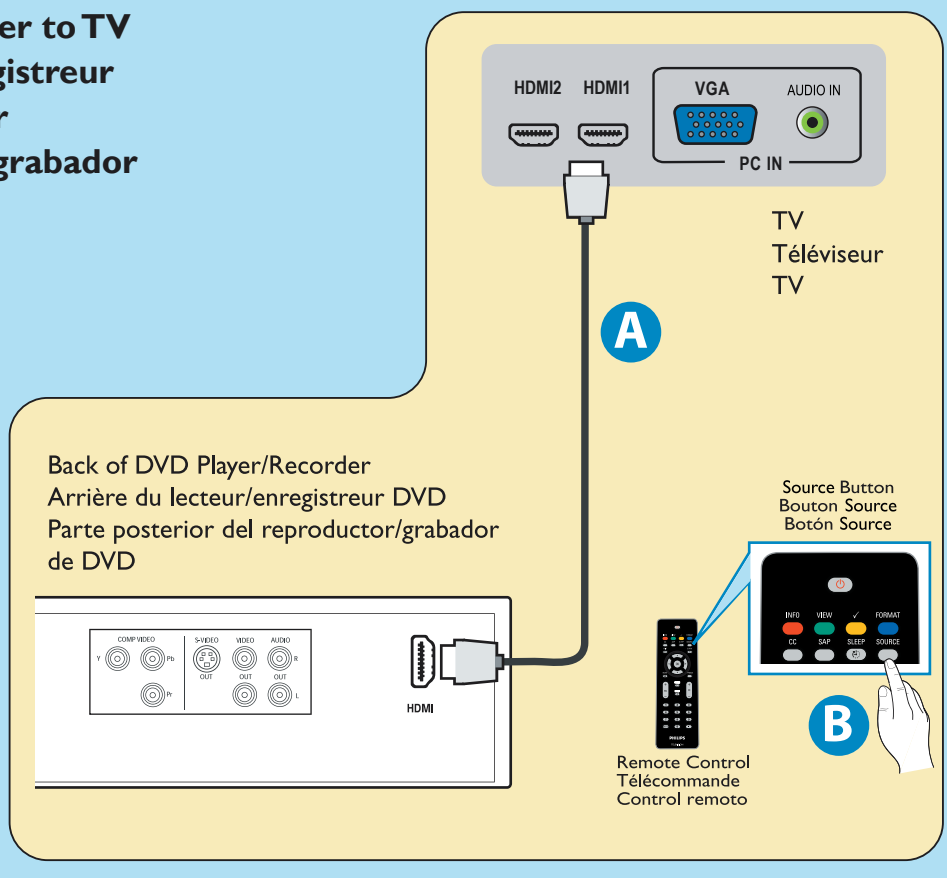 er to TV
gistreur
r
grabador
HDMI2 HDMI1 VGA AUDIO IN
PC IN
TV
Téléviseur
TV
A
Back of DVD Player/Recorder
Arrière du lecteur/enregistreur DVD
Parte posterior del reproductor/grabador
de DVD
Source Button
Bouton Source
Botón Source
INFO VIEW ✓ FORMAT
CC SAP SLEEP SOURCE
B
COMP VIDEO S-VIDEO VIDEO AUDIO
Y Pb R
OUT OUT OUT
Pr L
HDMI
PHILIPS
Remote Control
Télécommande
Control remoto